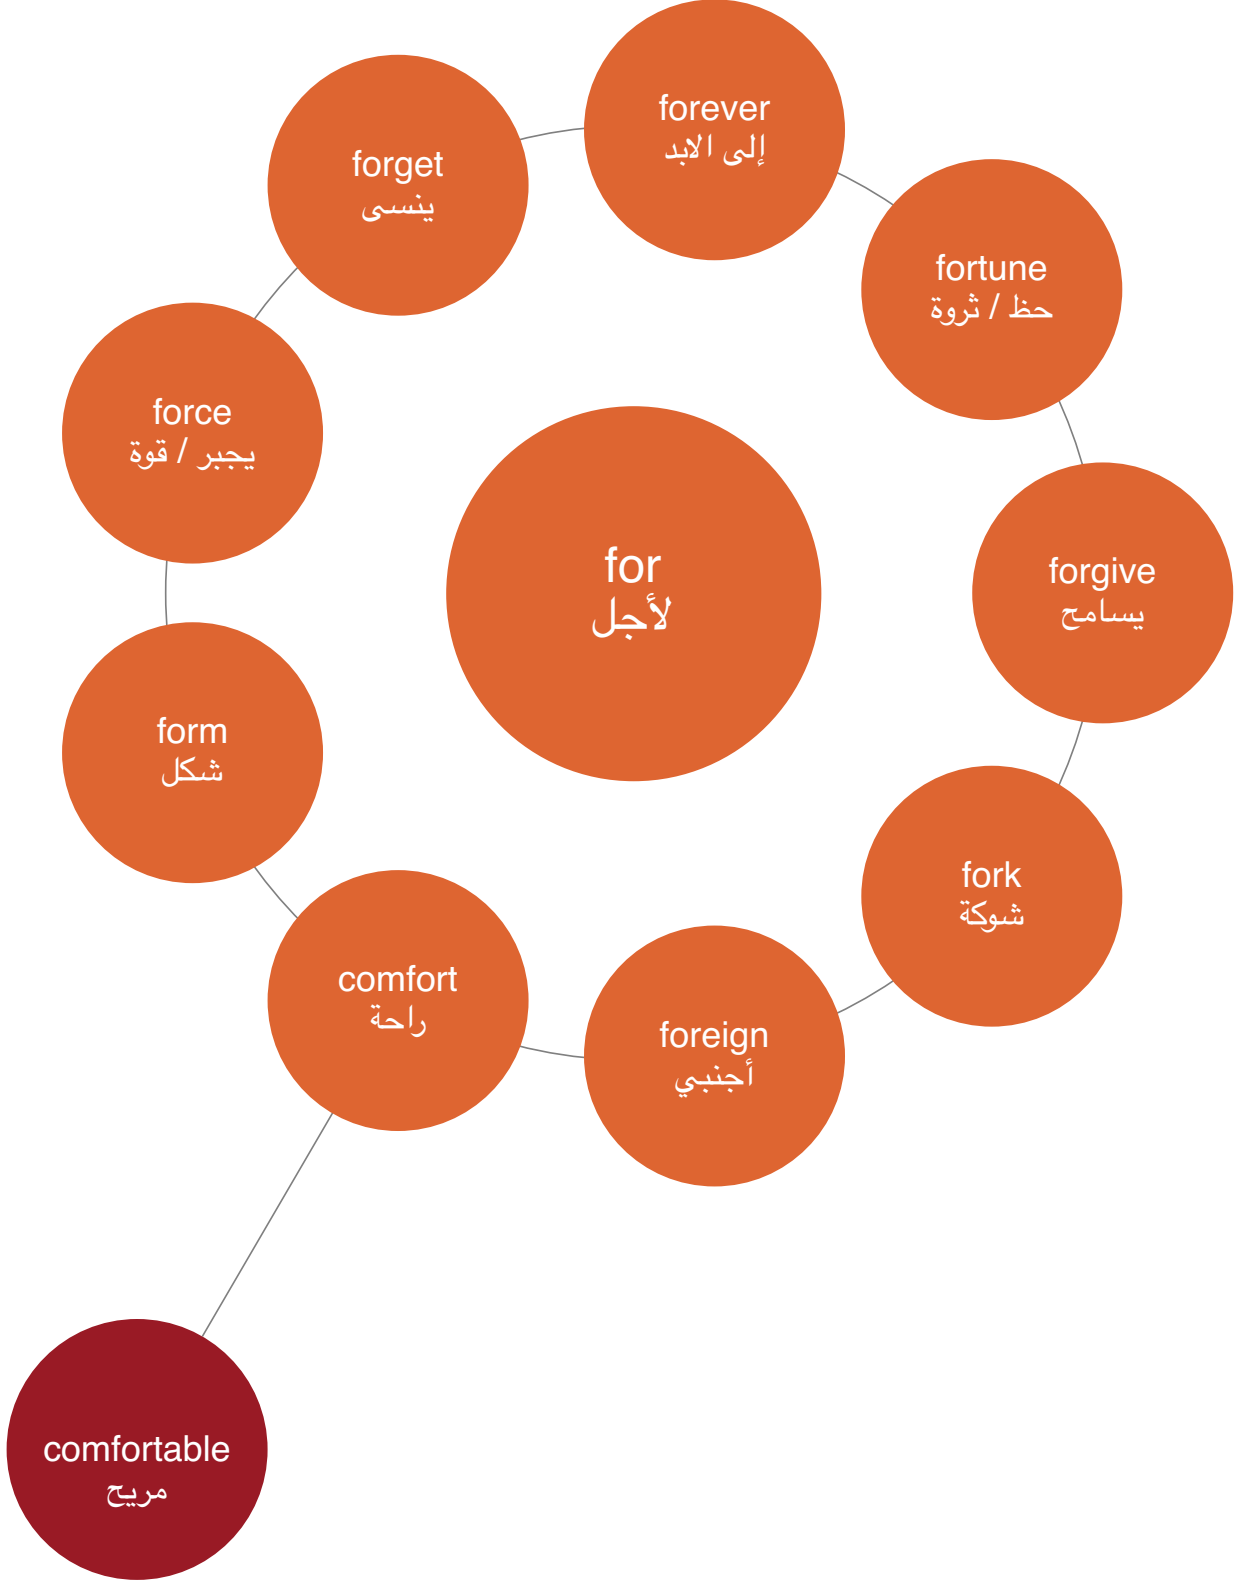 forever
إلى الابد
forget
ينسى
fortune
حظ / ثروة
force
يجبر / قوة
for
لأجل
forgive
يسامح
form
شكل
fork
شوكة
comfort
راحة
foreign
أجنبي
comfortable
مريح